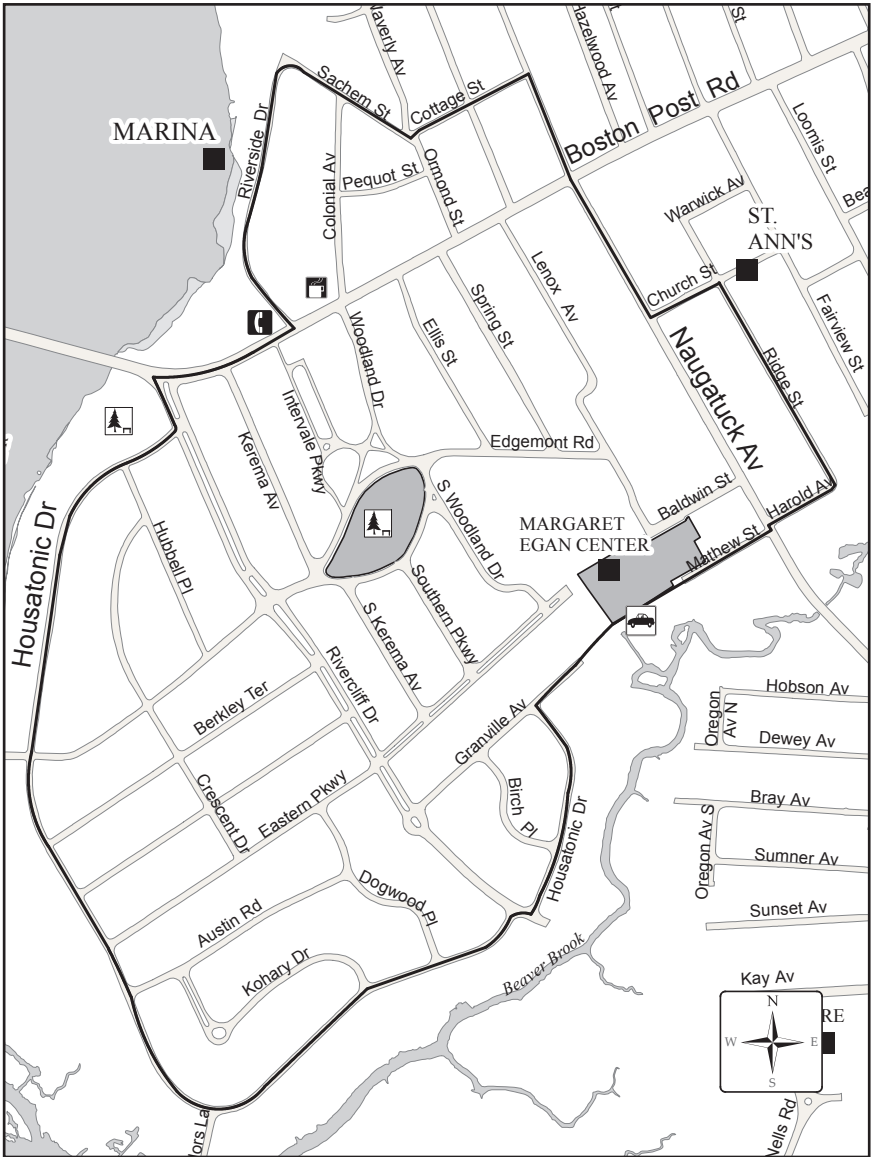 Waverly Av
Hazelwood Av
St
Sachem St
Cottage St
Boston Post Rd
Loomis St
MARINA
Riverside Dr
Colonial Av
Pequot St
Ormond St
Warwick Av
Bea
ST.
ANN'S
Church St
Lenox Av
Spring St
Ellis St
Woodland Dr
Fairview St
Ridge St
Naugatuck Av
Intervale Pkwy
Kerema Av
Edgemont Rd
Baldwin St
Harold Av
Mathew St
S Woodland Dr
MARGARET
EGAN CENTER
Hubbell Pl
Housatonic Dr
Southern Pkwy
S Kerema Av
Rivercliff Dr
Berkley Ter
Granville Av
Hobson Av
Oregon
Av N
Dewey Av
Crescent Dr
Eastern Pkwy
Birch Pl
Housatonic Dr
Bray Av
Oregon Av S
Sumner Av
Dogwood Pl
Austin Rd
Sunset Av
Kohary Dr
Beaver Brook
Kay Av
N
RE
W
E
S
ors La
Wells Rd